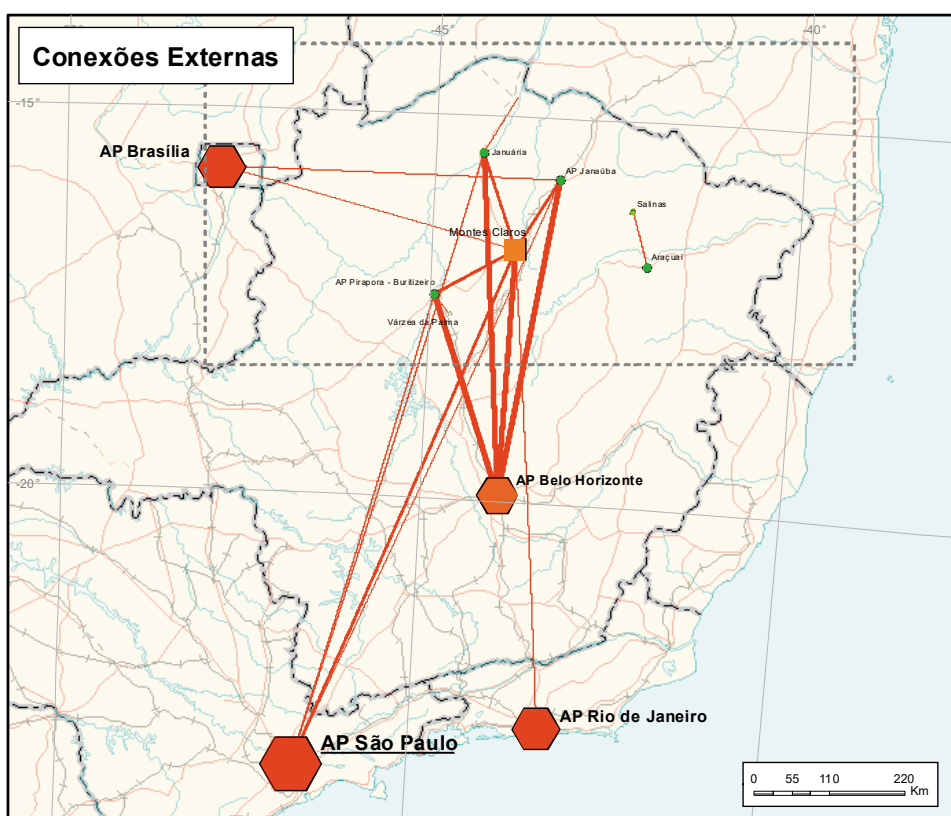 Conexões Externas
-45°
-40°
-15°
AP Brasília
Januária
AP Janaúba
Salinas
Montes Claros
Araçuaí
AP Pirapora - Buritizeiro
Várzea da Palma
-20°
AP Belo Horizonte
AP Rio de Janeiro
AP São Paulo
0 55 110 220
Km